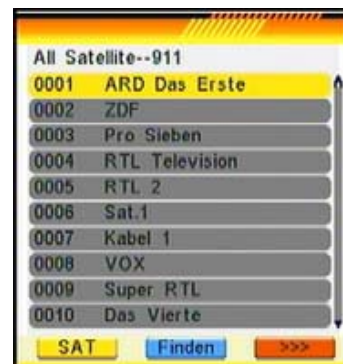 All Satellite--911
0001 ARD Das Erste
0002 ZDF
0003 Pro Sieben
0004 RTL Television
0005 RTL 2
0006 Sat.1
0007 Kabel 1
0008 VOX
0009 Super RTL
0010 Das Vierte
SAT Finden >>>